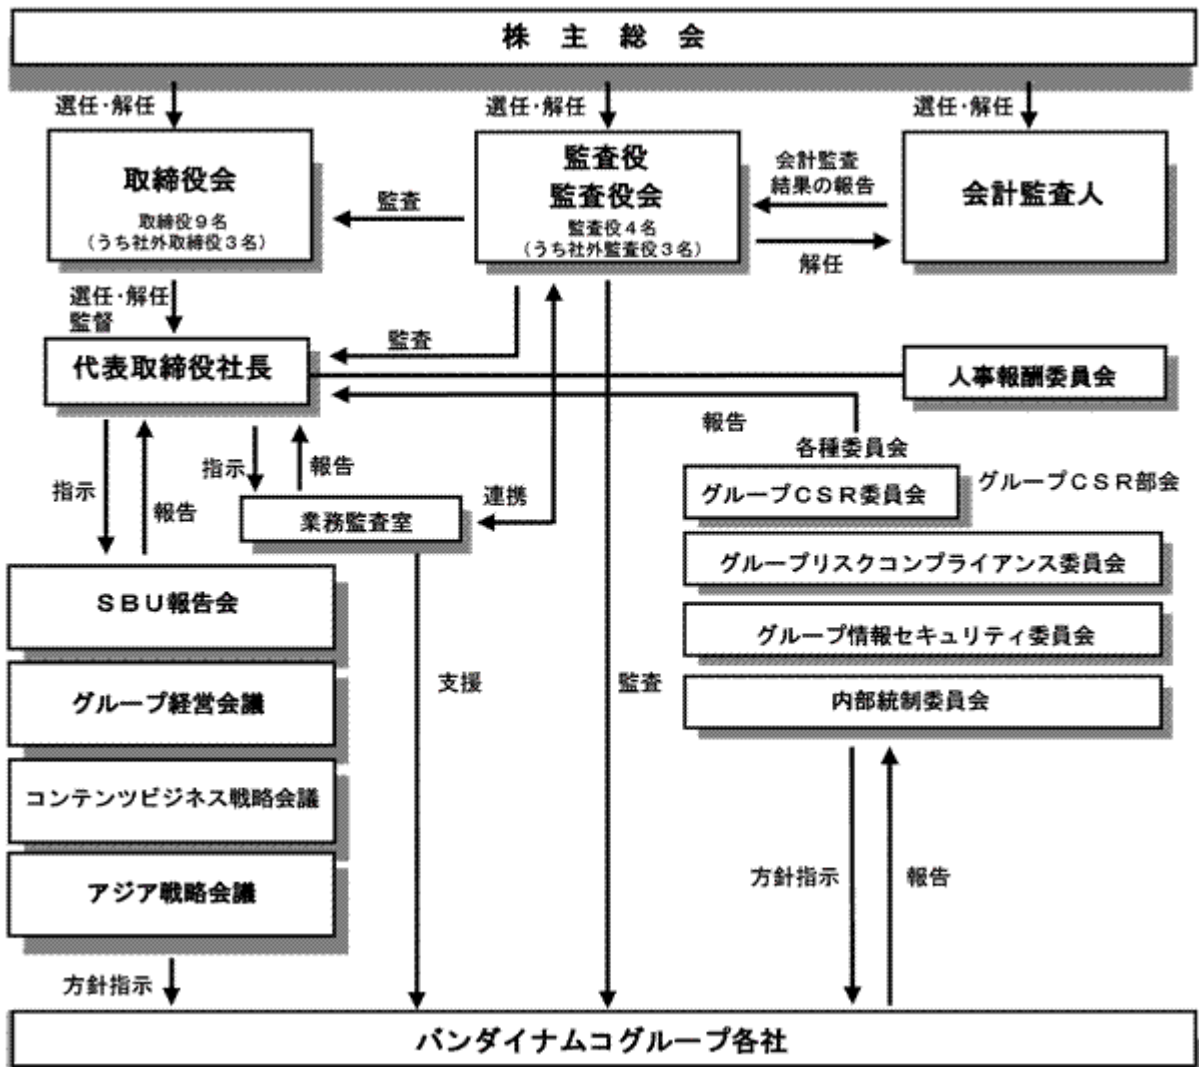 株 主 総 会
選任・解任
選任・解任
選任・解任
取締役会
取締役９名
（うち社外取締役３名）
監査
監査役
監査役会
監査役４名
（うち社外監査役３名）
会計監査
結果の報告
解任
会計監査人
選任・解任
監督
監査
代表取締役社長
人事報酬委員会
報告
各種委員会
指示
報告
指示
報告
連携
業務監査室
グループＣＳＲ委員会
グループＣＳＲ部会
グループリスクコンプライアンス委員会
グループ情報セキュリティ委員会
内部統制委員会
ＳＢＵ報告会
グループ経営会議
コンテンツビジネス戦略会議
アジア戦略会議
支援
監査
方針指示
報告
方針指示
バンダイナムコグループ各社